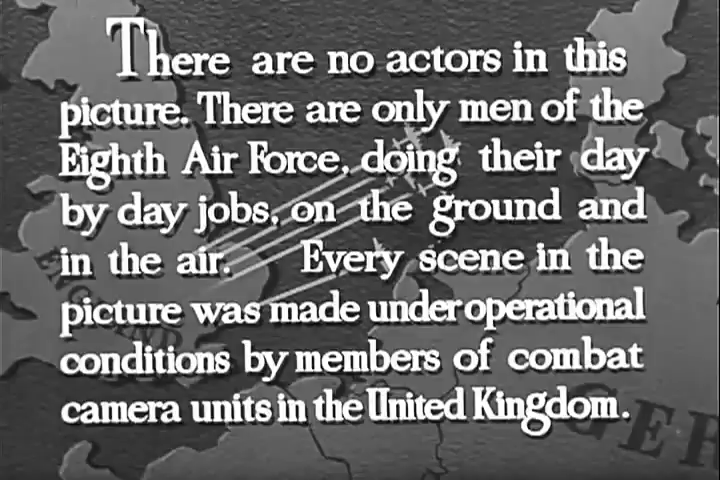 There are no actors in this
picture. There are only men of the
Eighth Air Force, doing their day
by day jobs, on the ground and
in the air. Every scene in the
picture was made under operational
conditions by members of combat
camera units in the United Kingdom.
ENGLAND
GER